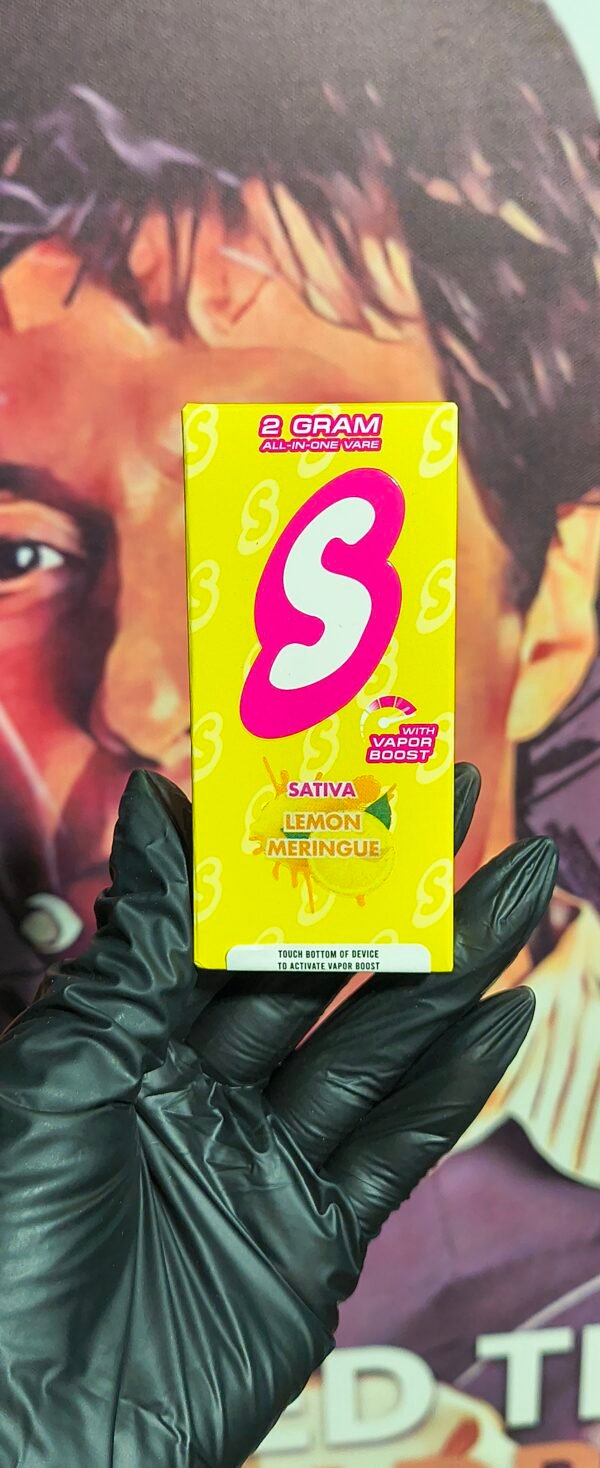 2 GRAM
ALL-IN-ONE VAPE
S
WITH
VAPOR
BOOST
SATIVA
LEMON
MERINGUE
TOUCH BOTTOM OF DEVICE
TO ACTIVATE VAPOR BOOST
ED T